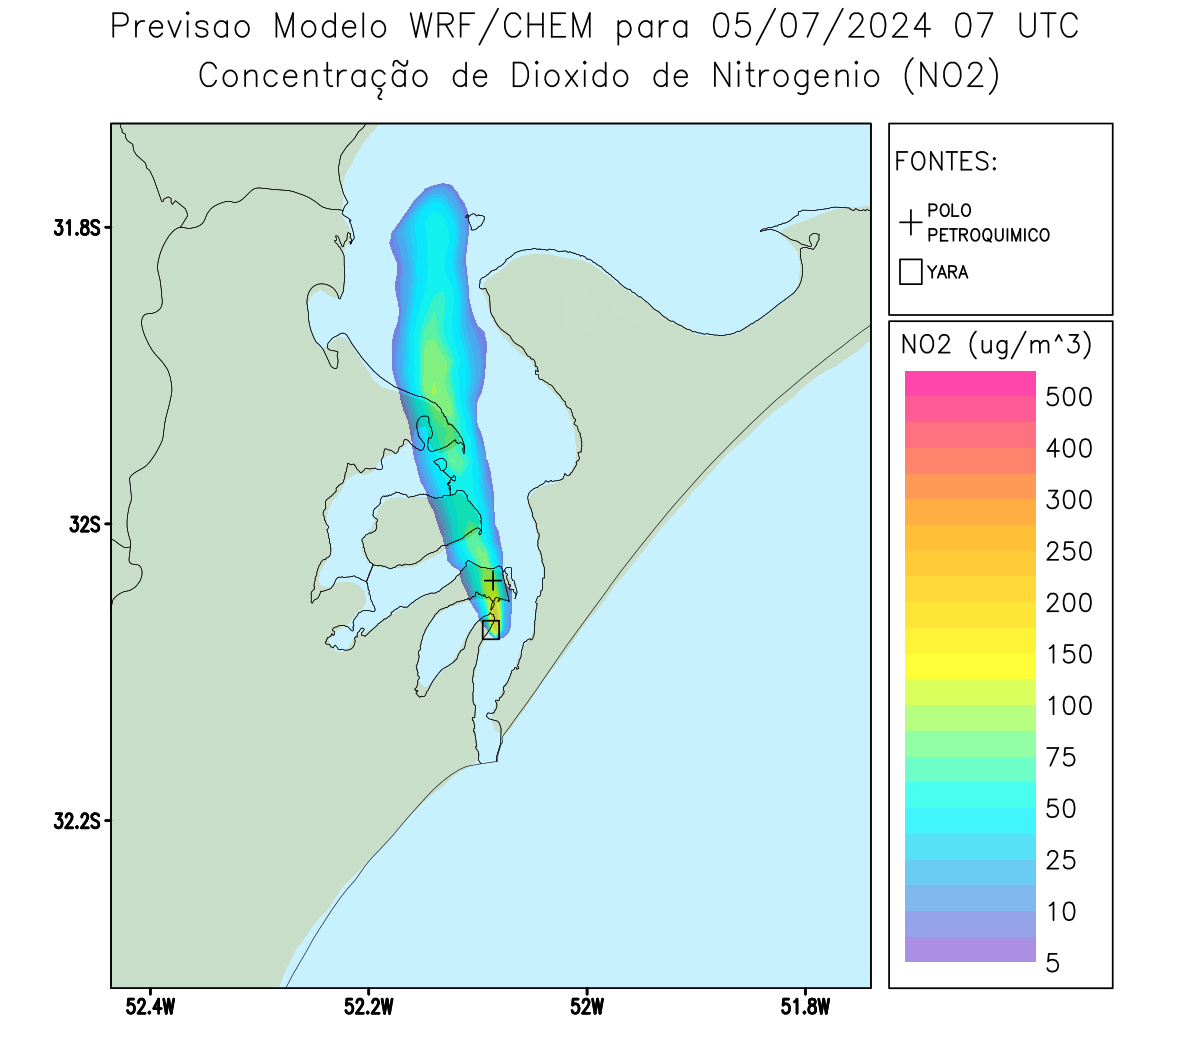 Previsao Modelo WRF/CHEM para 05/07/2024 07 UTC
Concentração de Dioxido de Nitrogenio (NO2)
FONTES:
POLO
PETROQUIMICO
YARA
NO2 (ug/m^3)
500
400
300
250
200
150
100
75
50
25
10
5
31.8S
32S
32.2S
52.4W
52.2W
52W
51.8W